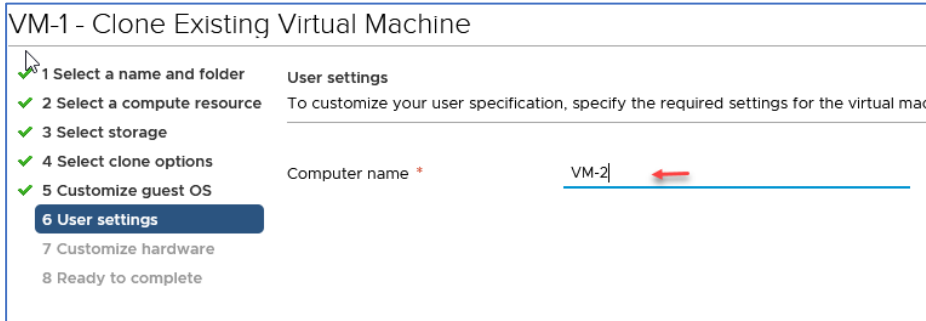 VM-1 - Clone Existing Virtual Machine
1 Select a name and folder
2 Select a compute resource
3 Select storage
4 Select clone options
5 Customize guest OS
6 User settings
7 Customize hardware
8 Ready to complete
User settings
To customize your user specification, specify the required settings for the virtual mac
Computer name *
VM-2